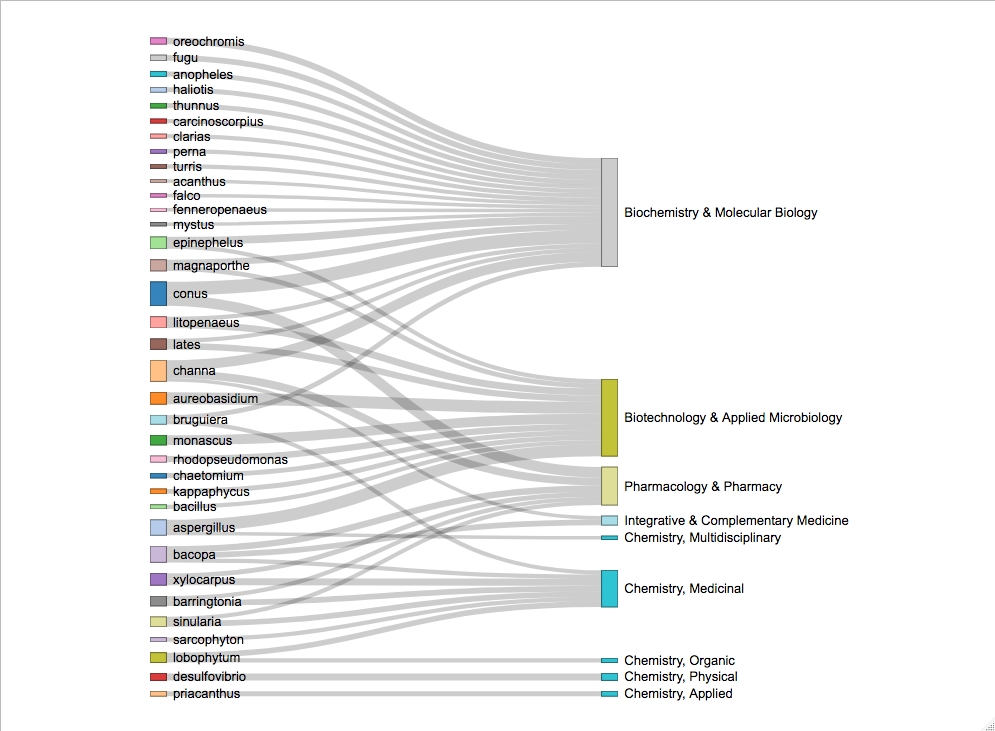 oreochromis
fugu
anopheles
haliotis
thunnus
carcinoscorpius
clarias
perna
turris
acanthus
falco
fenneropenaeus
mystus
epinephelus
magnaporthe
conus
litopenaeus
lates
channa
aureobasidium
bruguiera
monascus
rhodopseudomonas
chaetomium
kappaphycus
bacillus
aspergillus
bacopa
xylocarpus
barringtonia
sinularia
sarcophyton
lobophytum
desulfovibrio
priacanthus
Biochemistry & Molecular Biology
Biotechnology & Applied Microbiology
Pharmacology & Pharmacy
Integrative & Complementary Medicine
Chemistry, Multidisciplinary
Chemistry, Medicinal
Chemistry, Organic
Chemistry, Physical
Chemistry, Applied